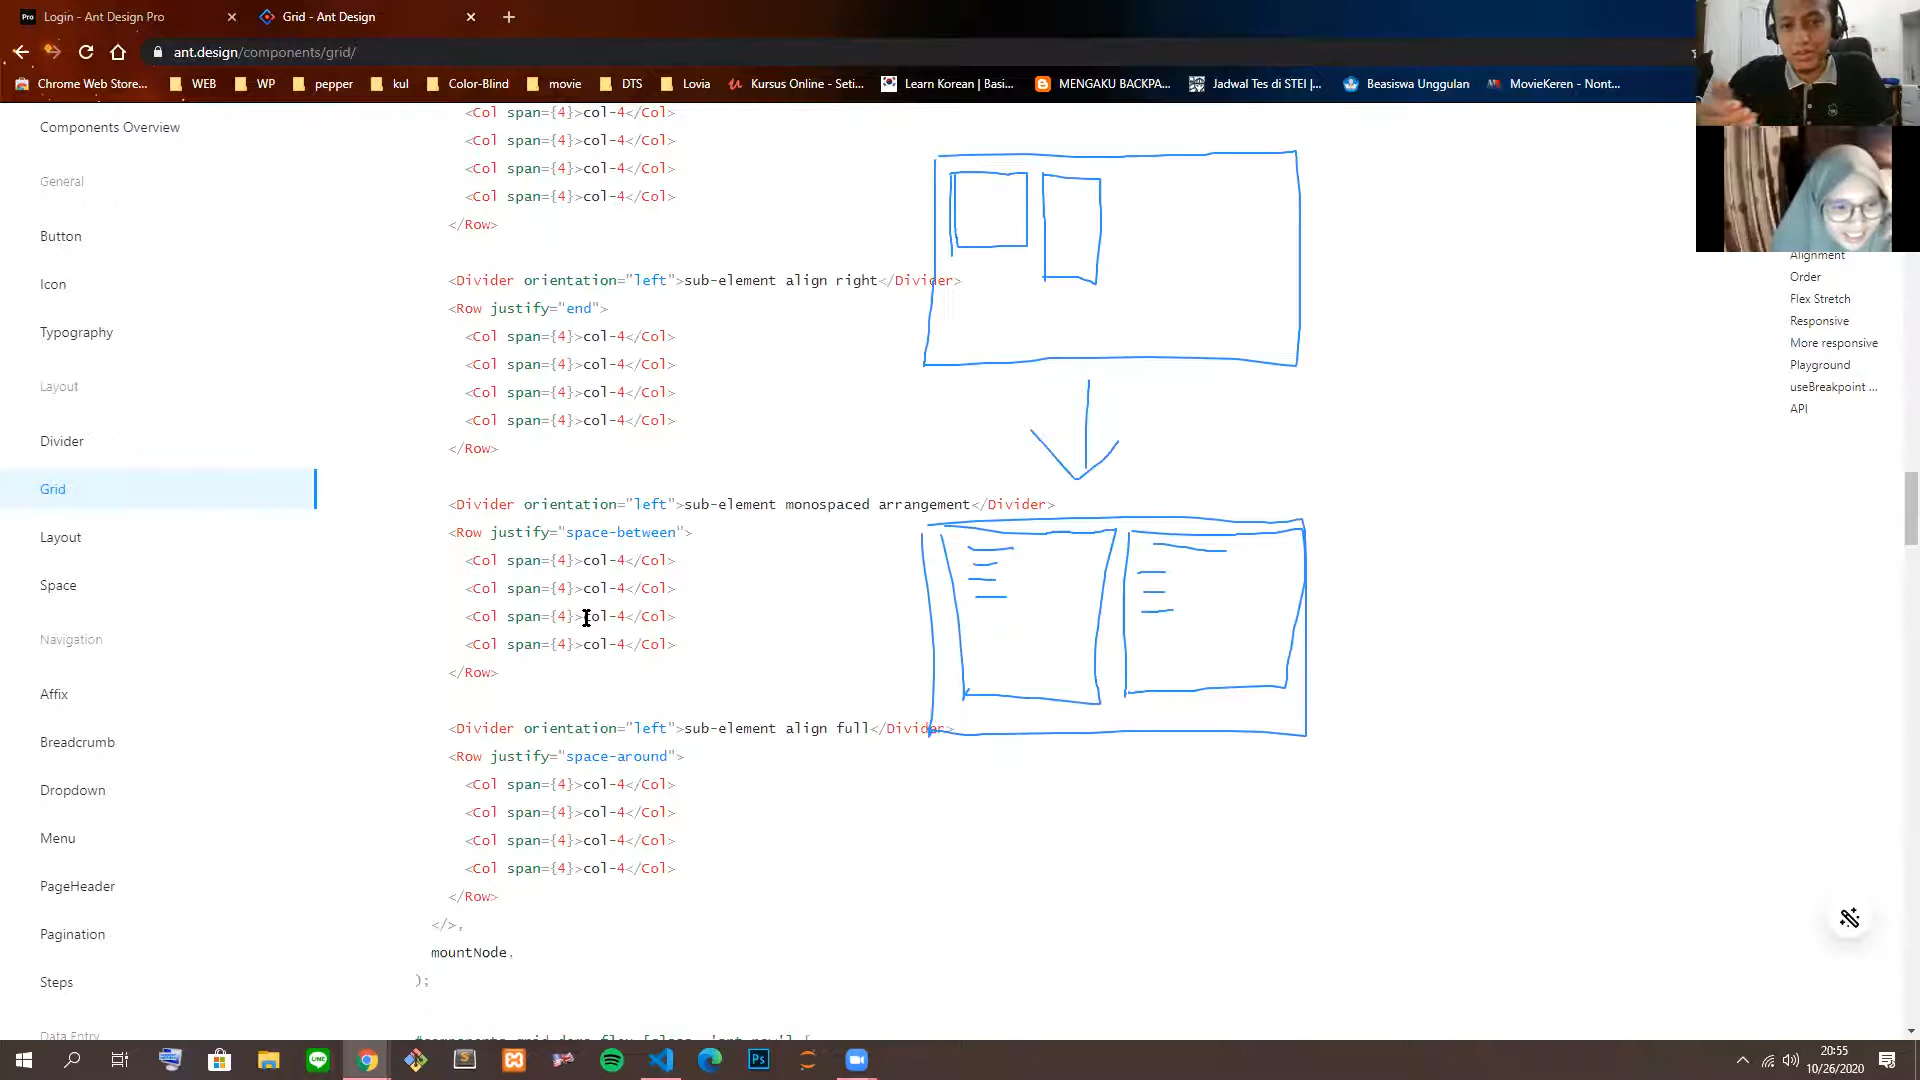 Login - Ant Design Pro
Grid - Ant Design
ant.design/components/grid/
Chrome Web Store...
WEB
WP
pepper
kul
Color-Blind
movie
DTS
Lovia
Kursus Online - Seti...
Learn Korean | Basi...
MENGAKU BACKPA...
Jadwal Tes di STEI |...
Beasiswa Unggulan
MovieKeren - Nont...
Components Overview
General
Button
Icon
Typography
Layout
Divider
Grid
Layout
Space
Navigation
Affix
Breadcrumb
Dropdown
Menu
PageHeader
Pagination
Steps
Data Entry
<Col span={4}>col-4</Col>
<Col span={4}>col-4</Col>
<Col span={4}>col-4</Col>
<Col span={4}>col-4</Col>
</Row>
<Divider orientation="left">sub-element align right</Divider>
<Row justify="end">
<Col span={4}>col-4</Col>
<Col span={4}>col-4</Col>
<Col span={4}>col-4</Col>
<Col span={4}>col-4</Col>
</Row>
<Divider orientation="left">sub-element monospaced arrangement</Divider>
<Row justify="space-between">
<Col span={4}>col-4</Col>
<Col span={4}>col-4</Col>
<Col span={4}>col-4</Col>
<Col span={4}>col-4</Col>
</Row>
<Divider orientation="left">sub-element align full</Divider>
<Row justify="space-around">
<Col span={4}>col-4</Col>
<Col span={4}>col-4</Col>
<Col span={4}>col-4</Col>
<Col span={4}>col-4</Col>
</Row>
</>,
mountNode,
);
Alignment
Order
Flex Stretch
Responsive
More responsive
Playground
useBreakpoint ...
API
20:55
10/26/2020